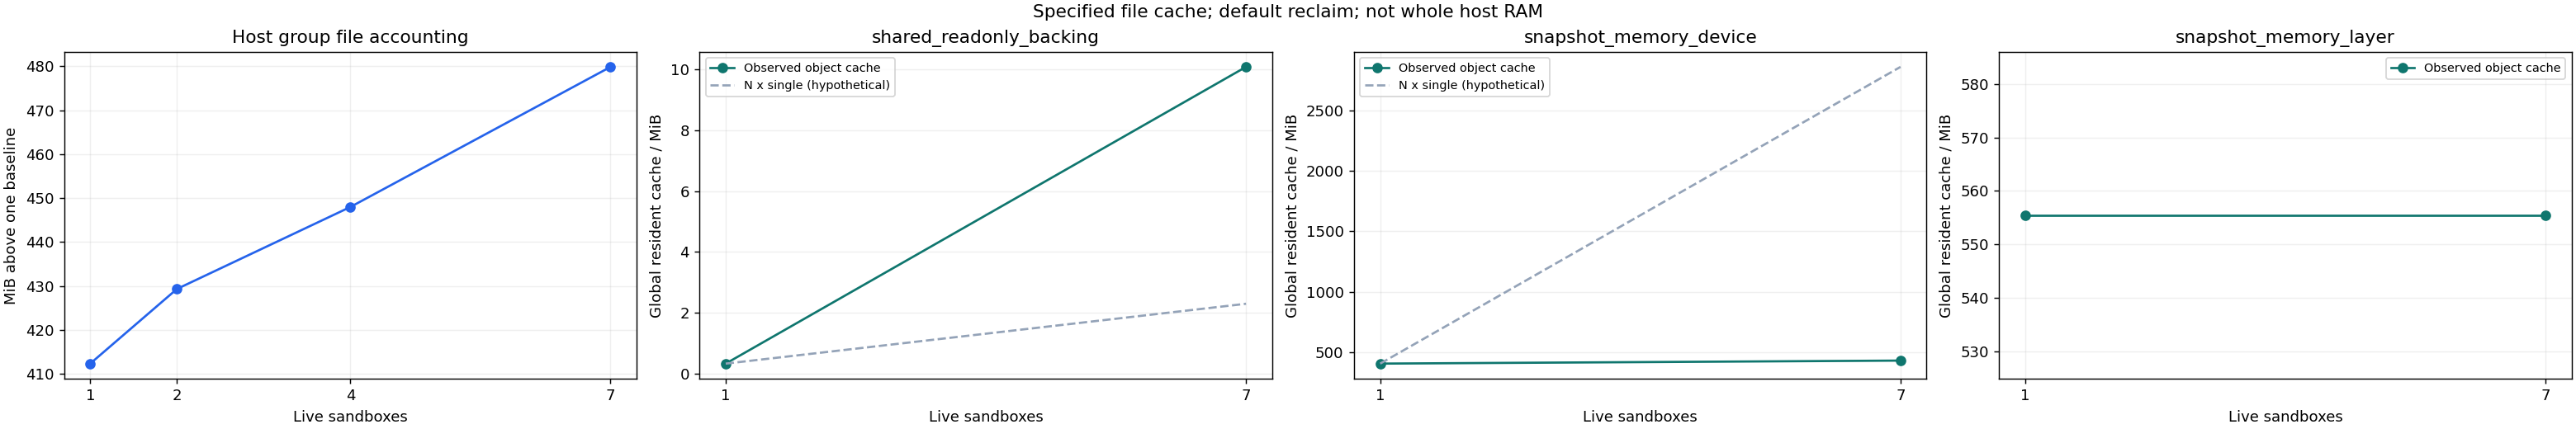 Specified file cache; default reclaim; not whole host RAM
Host group file accounting
MiB above one baseline
480
470
460
450
440
430
420
410
1
2
4
7
Live sandboxes
shared_readonly_backing
Observed object cache
N x single (hypothetical)
Global resident cache / MiB
10
8
6
4
2
0
1
7
Live sandboxes
snapshot_memory_device
Observed object cache
N x single (hypothetical)
Global resident cache / MiB
2500
2000
1500
1000
500
1
7
Live sandboxes
snapshot_memory_layer
Observed object cache
Global resident cache / MiB
580
570
560
550
540
530
1
7
Live sandboxes